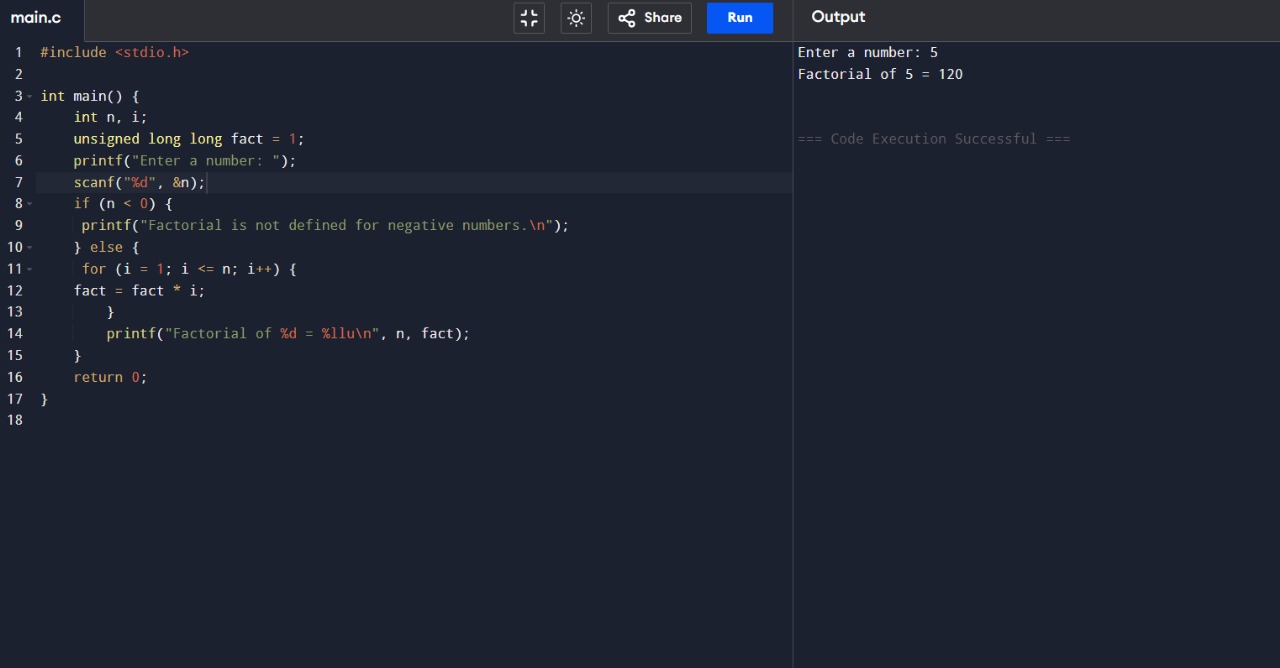 main.c
Share
Run
Output
1 #include <stdio.h>
2
3 int main() {
4     int n, i;
5     unsigned long long fact = 1;
6     printf("Enter a number: ");
7     scanf("%d", &n);
8     if (n < 0) {
9      printf("Factorial is not defined for negative numbers.\n");
10     } else {
11      for (i = 1; i <= n; i++) {
12     fact = fact * i;
13         }
14         printf("Factorial of %d = %llu\n", n, fact);
15     }
16     return 0;
17 }
18
Enter a number: 5
Factorial of 5 = 120
=== Code Execution Successful ===